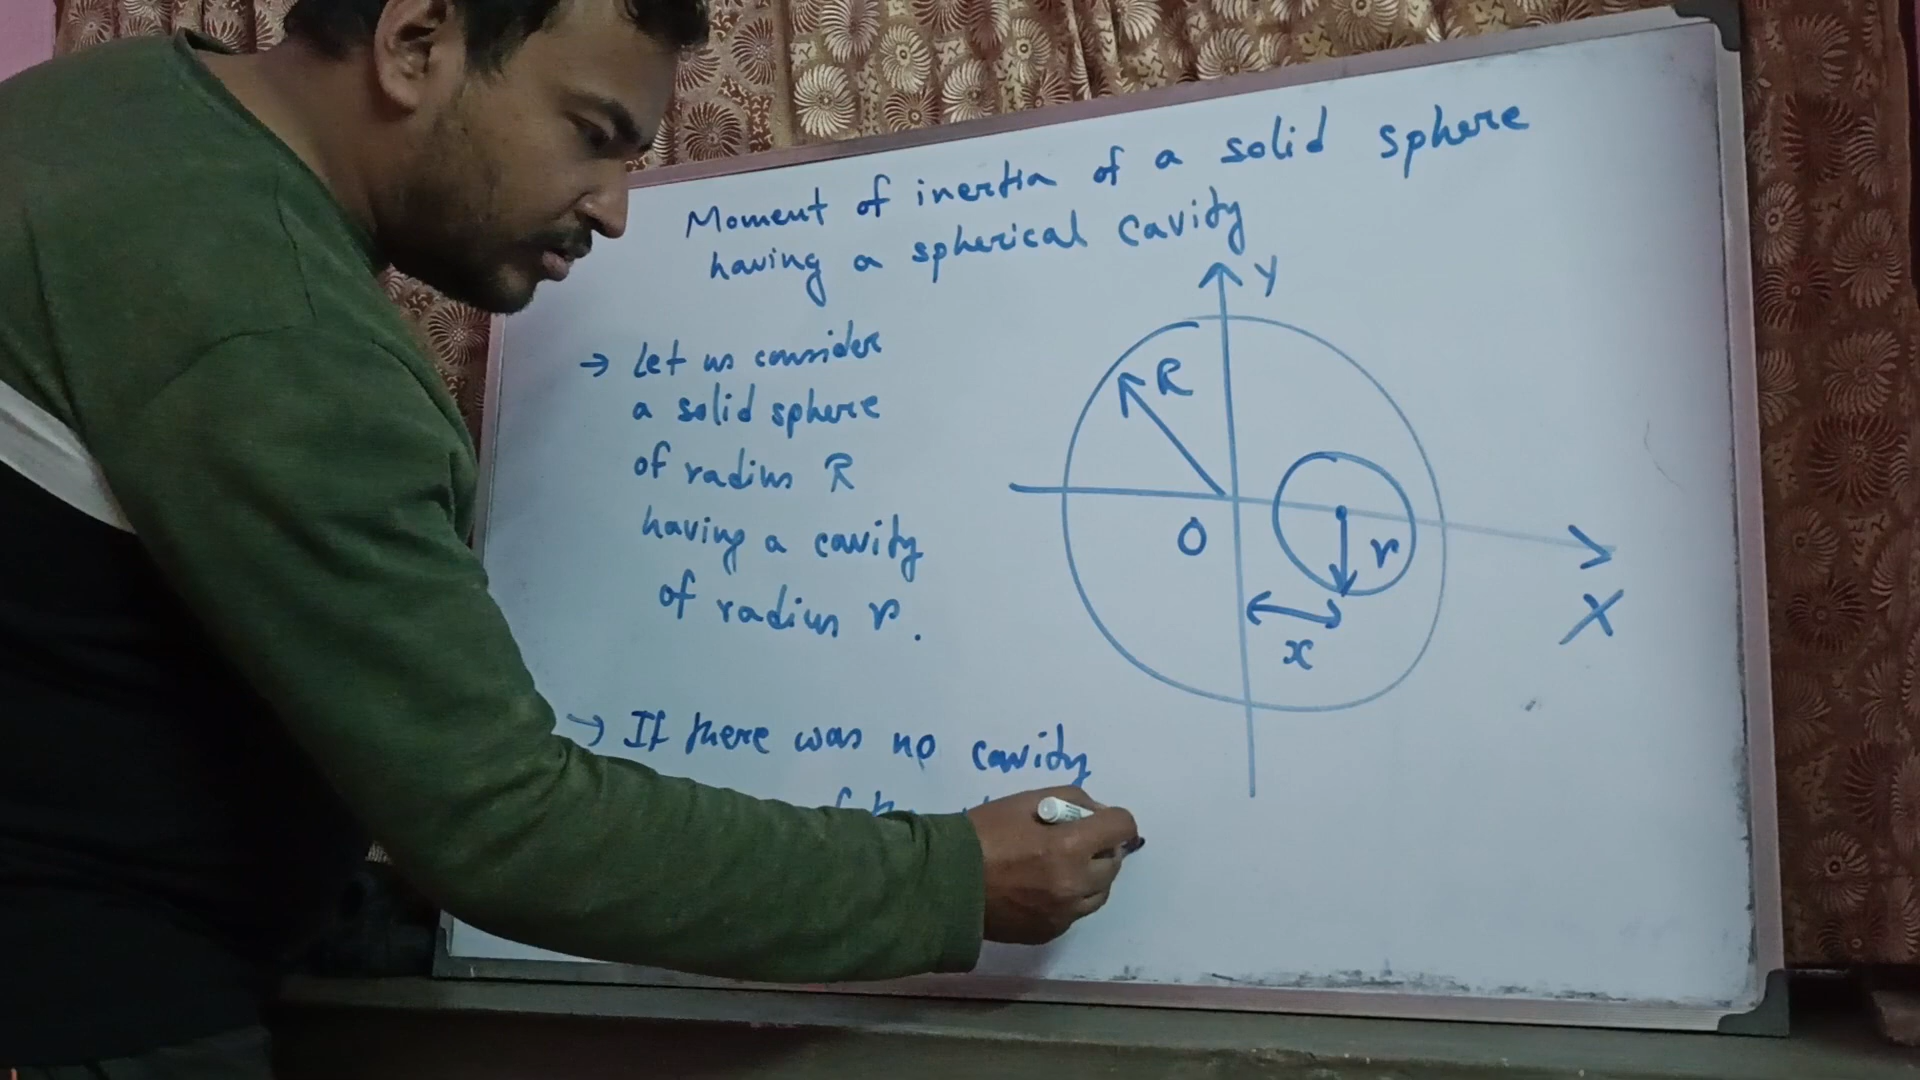 Moment of inertia of a solid sphere
having a spherical cavity
Y
→ Let us consider
a solid sphere
of radius R
having a cavity
of radius r.
R
O
r
x
X
→ If there was no cavity